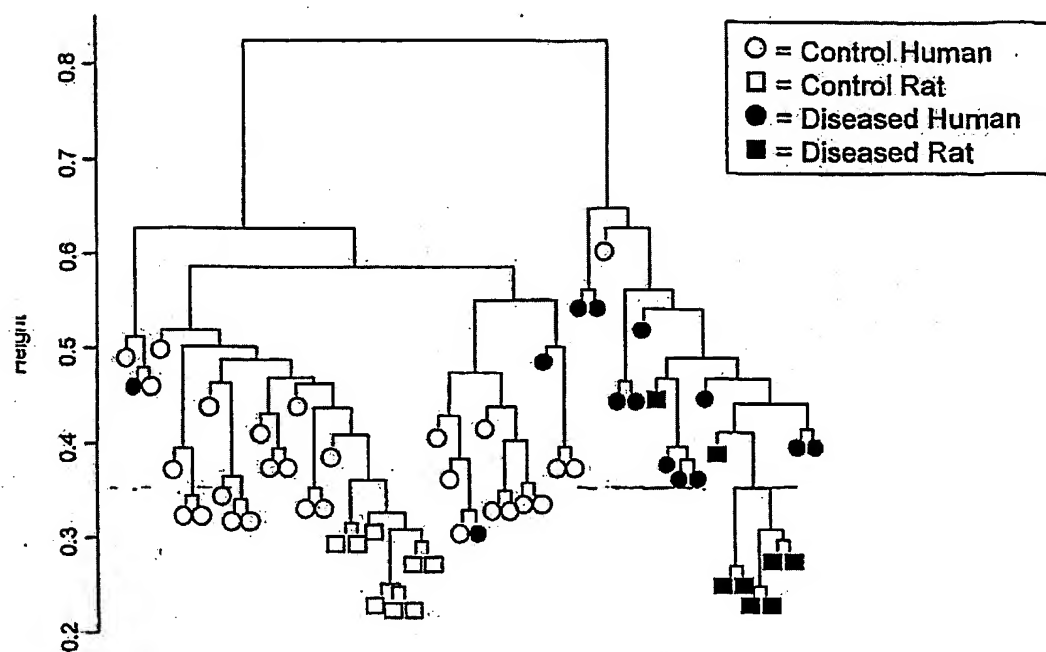 ○ = Control Human
□ = Control Rat
● = Diseased Human
■ = Diseased Rat
Height
0.8
0.7
0.6
0.5
0.4
0.3
0.2